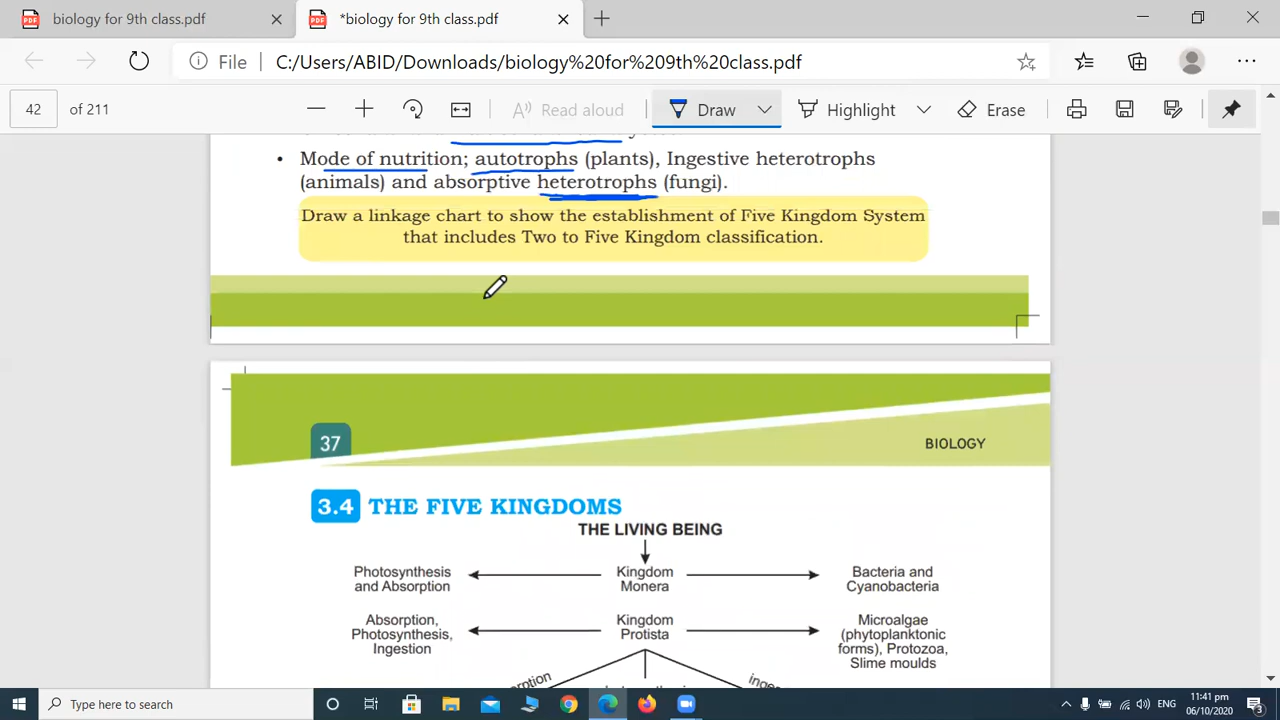 biology for 9th class.pdf
*biology for 9th class.pdf
File
C:/Users/ABID/Downloads/biology%20for%209th%20class.pdf
42 of 211
Read aloud
Draw
Highlight
Erase
• Mode of nutrition; autotrophs (plants), Ingestive heterotrophs
(animals) and absorptive heterotrophs (fungi).
Draw a linkage chart to show the establishment of Five Kingdom System
that includes Two to Five Kingdom classification.
37
BIOLOGY
3.4 THE FIVE KINGDOMS
THE LIVING BEING
Photosynthesis
and Absorption
Kingdom
Monera
Bacteria and
Cyanobacteria
Absorption,
Photosynthesis,
Ingestion
Kingdom
Protista
Microalgae
(phytoplanktonic
forms), Protozoa,
Slime moulds
Type here to search
ENG
11:41 pm
06/10/2020
3